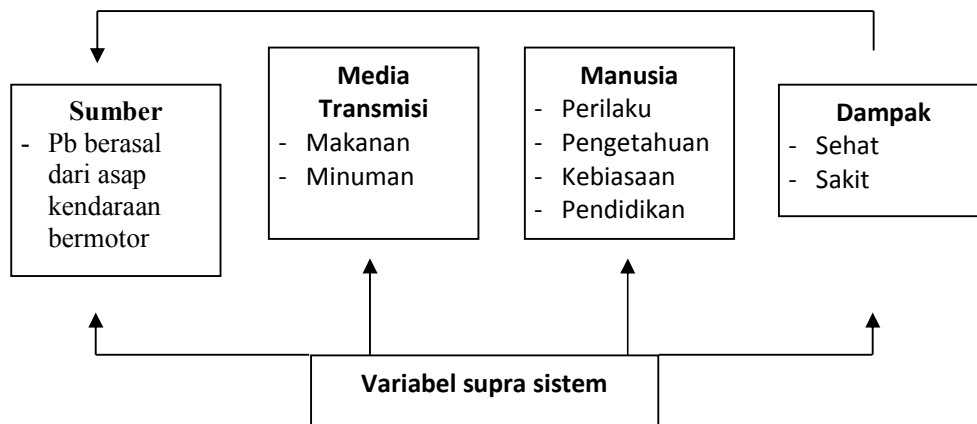 Sumber
- Pb berasal
dari asap
kendaraan
bermotor
Media
Transmisi
- Makanan
- Minuman
Manusia
- Perilaku
- Pengetahuan
- Kebiasaan
- Pendidikan
Dampak
- Sehat
- Sakit
Variabel supra sistem